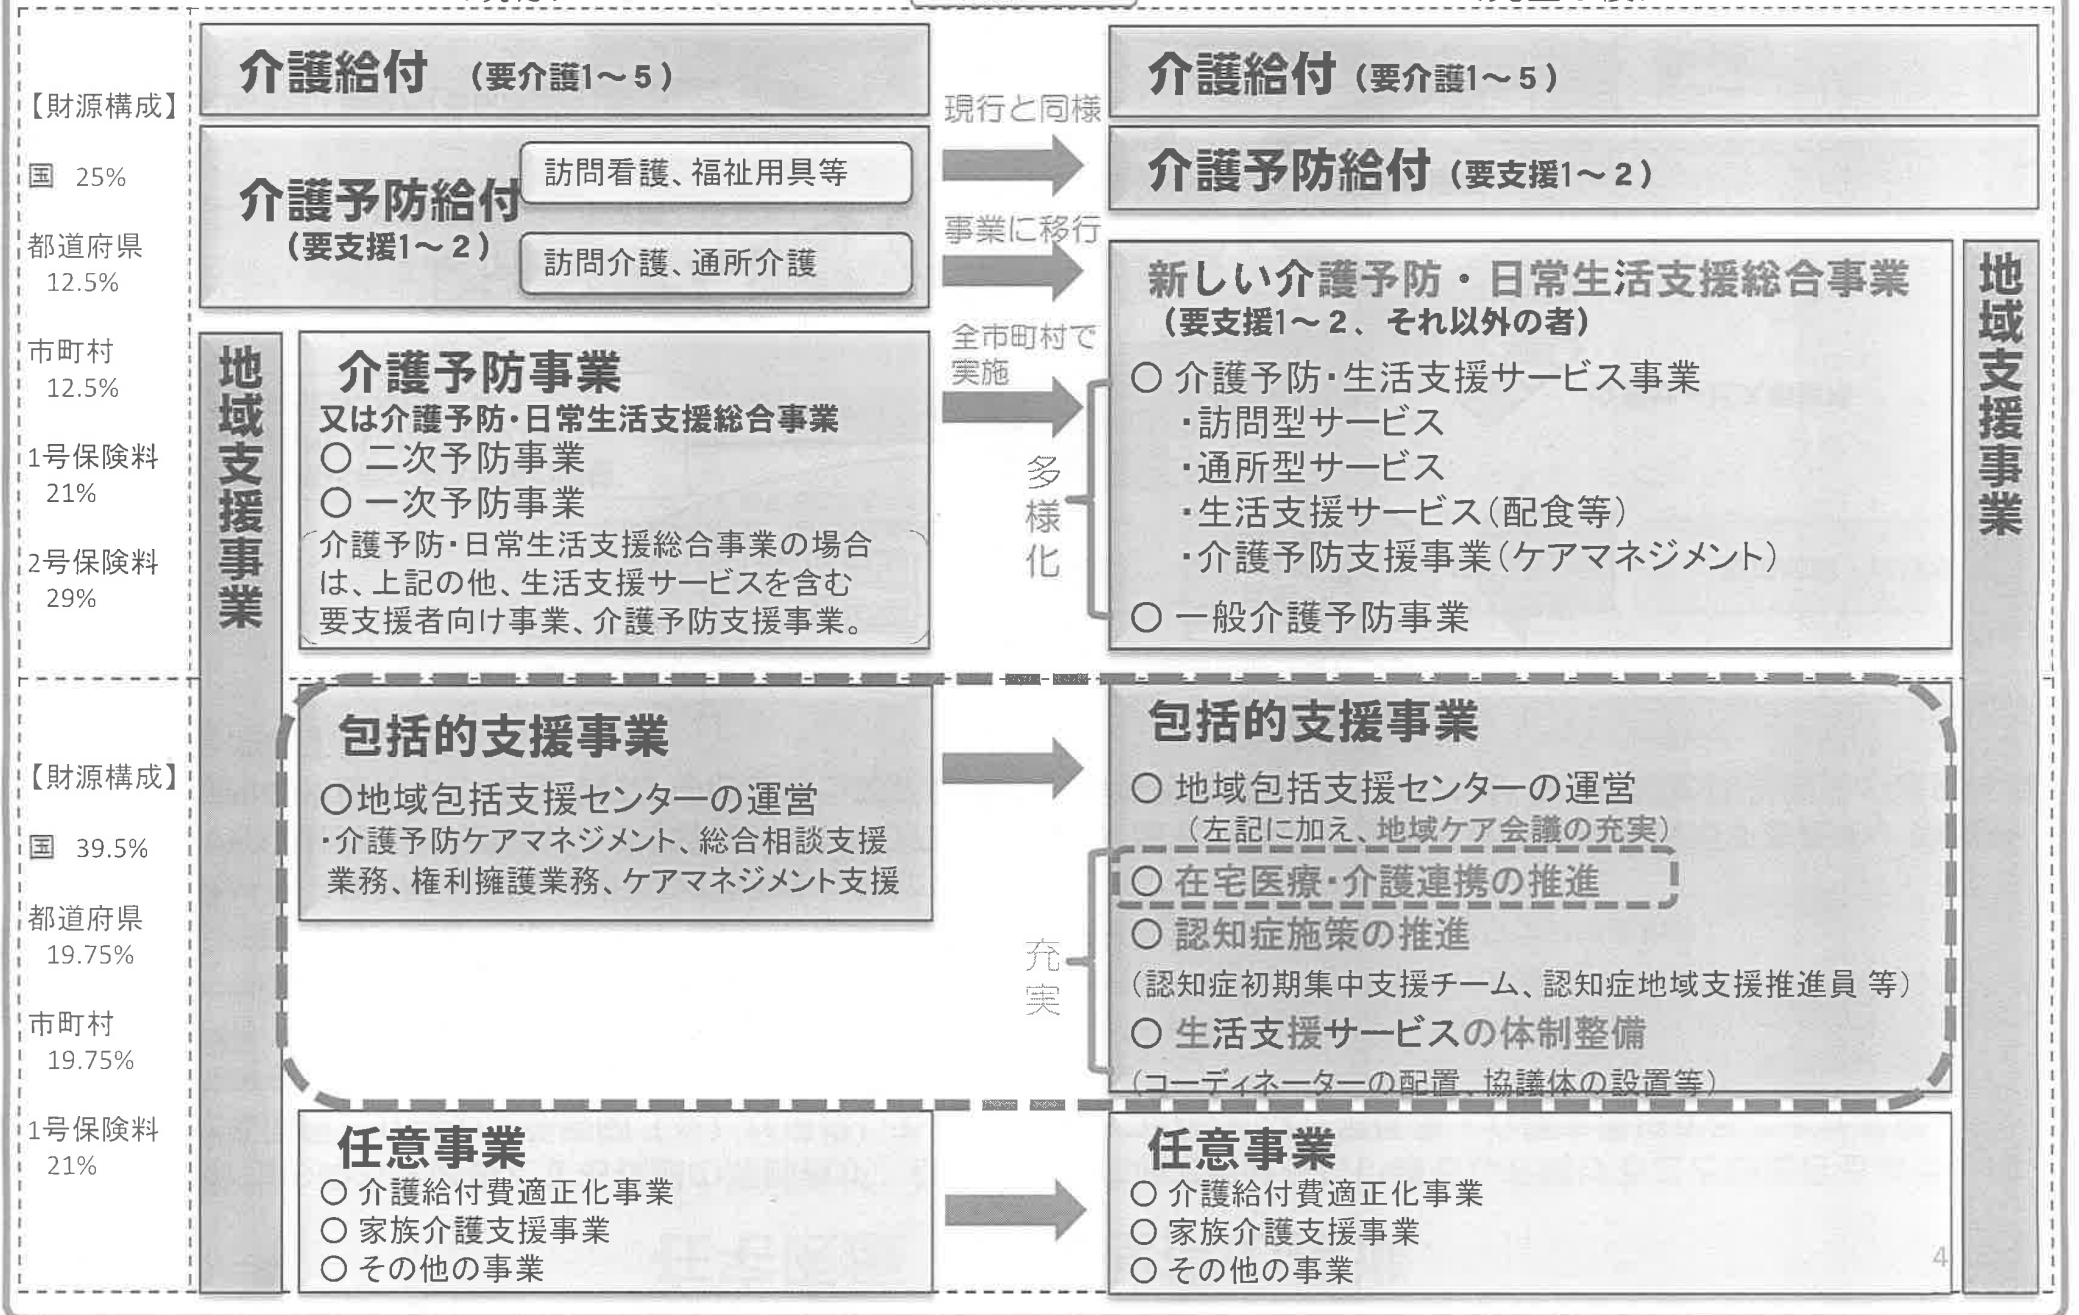 【財源構成】
国 25%
都道府県
12.5%
市町村
12.5%
1号保険料
21%
2号保険料
29%
【財源構成】
国 39.5%
都道府県
19.75%
市町村
19.75%
1号保険料
21%
介護給付 (要介護1～5)
介護予防給付
(要支援1～2)
訪問看護、福祉用具等
訪問介護、通所介護
地域支援事業
介護予防事業
又は介護予防・日常生活支援総合事業
○ 二次予防事業
○ 一次予防事業
介護予防・日常生活支援総合事業の場合
は、上記の他、生活支援サービスを含む
要支援者向け事業、介護予防支援事業。
包括的支援事業
○地域包括支援センターの運営
・介護予防ケアマネジメント、総合相談支援
業務、権利擁護業務、ケアマネジメント支援
任意事業
○ 介護給付費適正化事業
○ 家族介護支援事業
○ その他の事業
現行と同様
事業に移行
全市町村で
実施
多様化
充実
介護給付 (要介護1～5)
介護予防給付 (要支援1～2)
新しい介護予防・日常生活支援総合事業
(要支援1～2、それ以外の者)
○ 介護予防・生活支援サービス事業
・訪問型サービス
・通所型サービス
・生活支援サービス(配食等)
・介護予防支援事業(ケアマネジメント)
○ 一般介護予防事業
包括的支援事業
○ 地域包括支援センターの運営
(左記に加え、地域ケア会議の充実)
○ 在宅医療・介護連携の推進
○ 認知症施策の推進
(認知症初期集中支援チーム、認知症地域支援推進員 等)
○ 生活支援サービスの体制整備
(コーディネーターの配置、協議体の設置等)
任意事業
○ 介護給付費適正化事業
○ 家族介護支援事業
○ その他の事業
地域支援事業
4